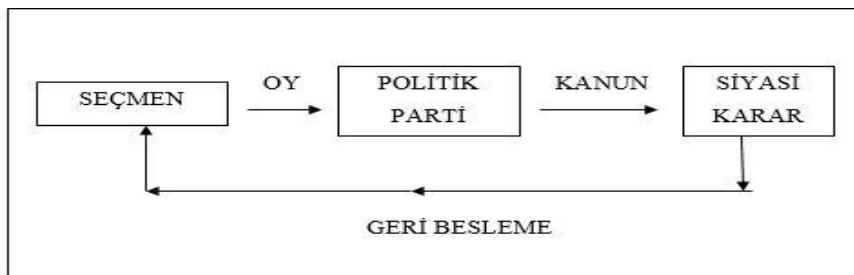 SEÇMEN
OY
POLİTİK
PARTİ
KANUN
SİYASİ
KARAR
GERİ BESLEME